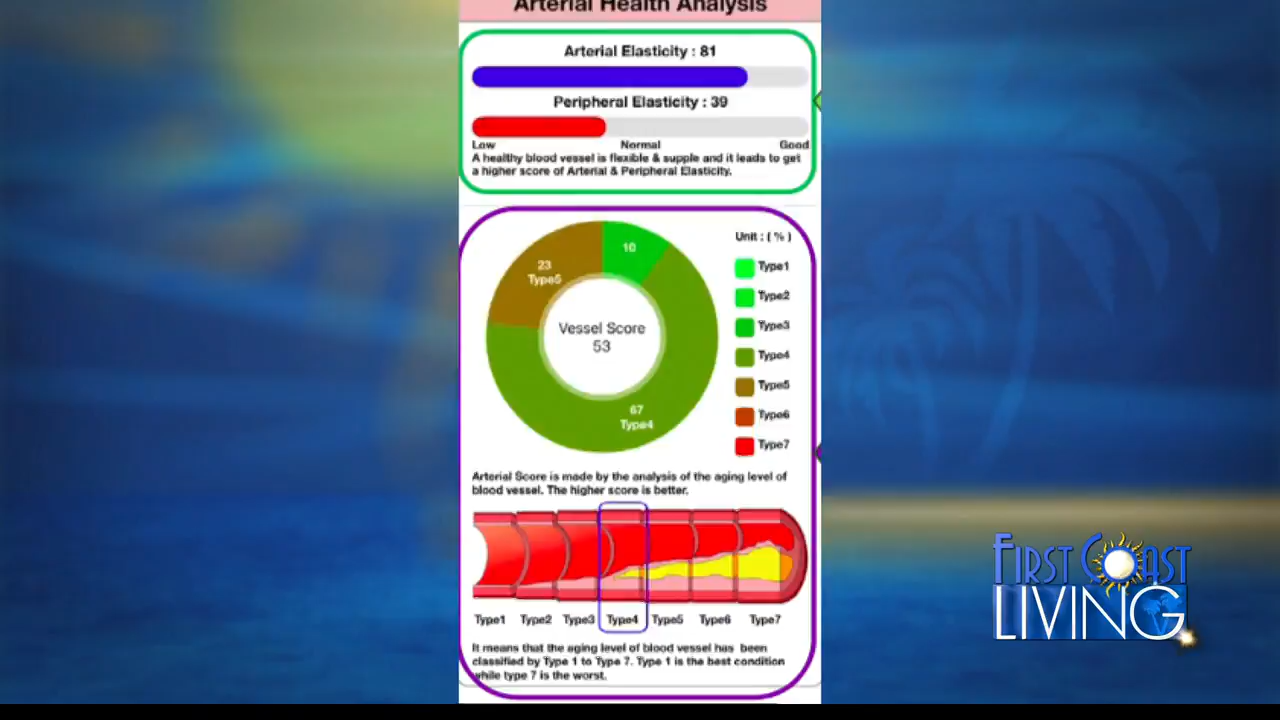 Arterial Health Analysis
Arterial Elasticity : 81
Peripheral Elasticity : 39
Low Normal Good
A healthy blood vessel is flexible & supple and it leads to get
a higher score of Arterial & Peripheral Elasticity.
Unit : ( % )
10
23
Type5
Vessel Score
53
67
Type4
Type1
Type2
Type3
Type4
Type5
Type6
Type7
Arterial Score is made by the analysis of the aging level of
blood vessel. The higher score is better.
Type1 Type2 Type3 Type4 Type5 Type6 Type7
It means that the aging level of blood vessel has been
classified by Type 1 to Type 7. Type 1 is the best condition
while type 7 is the worst.
FIRST COAST
LIVING